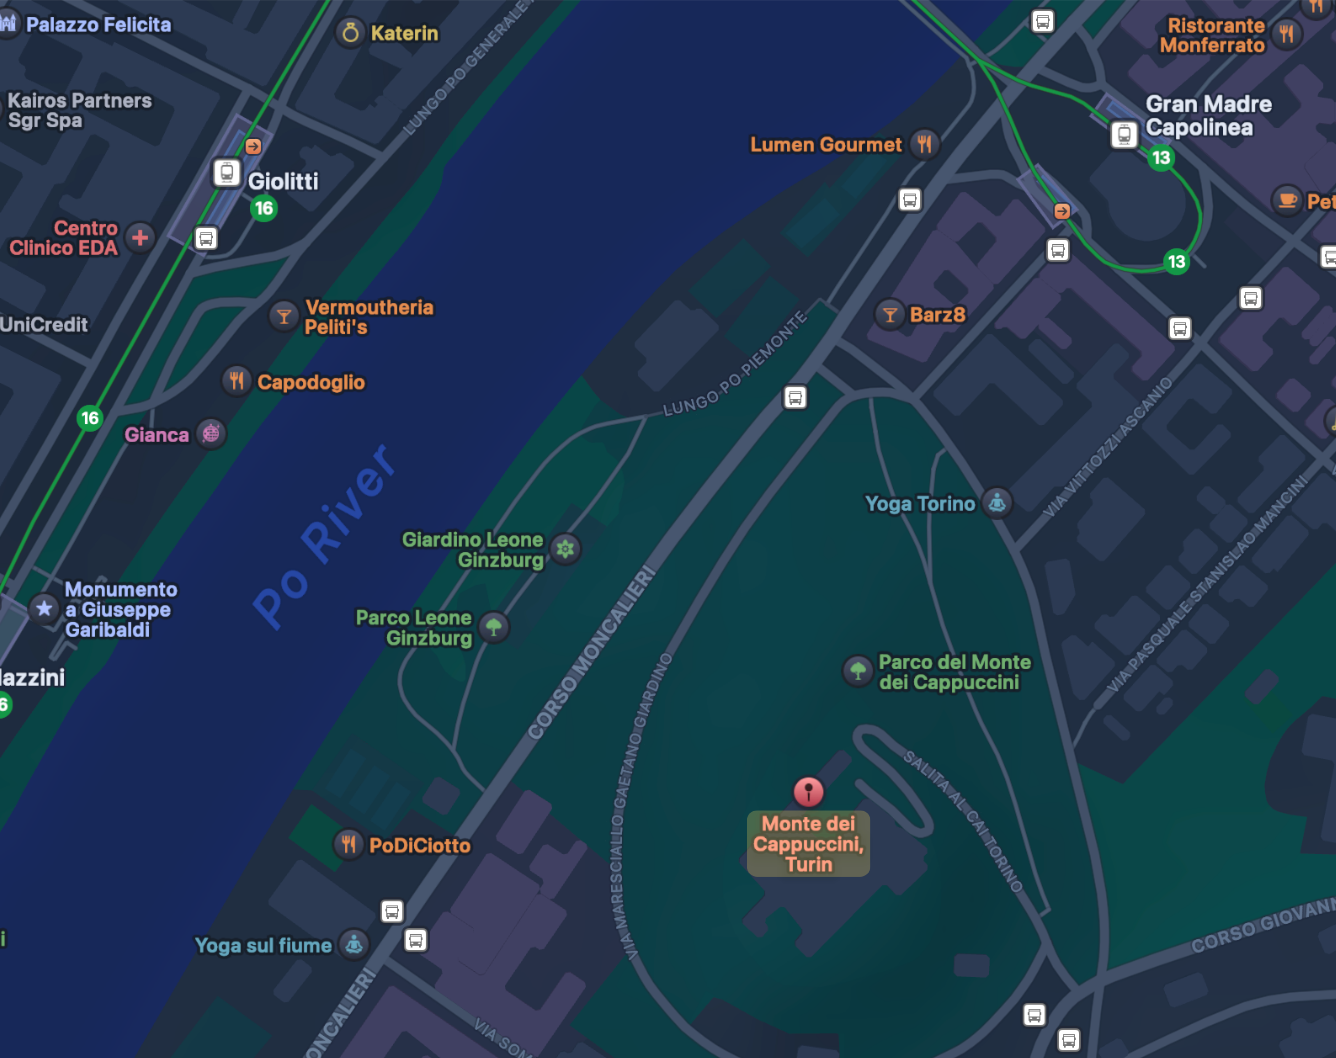 Palazzo Felicita
Katerin
LUNGO PO GENERALE
Ristorante
Monferrato
Kairos Partners
Sgr Spa
Gran Madre
Capolinea
13
Lumen Gourmet
Giolitti
16
Centro
Clinico EDA
13
Vermoutheria
Peliti's
UniCredit
Barz8
LUNGO PO PIEMONTE
Capodoglio
16
Gianca
VIA VITTOZZI ASCANIO
Po River
Yoga Torino
VIA PASQUALE STANISLAO MANCINI
Giardino Leone
Ginzburg
Monumento
a Giuseppe
Garibaldi
Parco Leone
Ginzburg
CORSO MONCALIERI
Parco del Monte
dei Cappuccini
lazzini
6
VIA MARESCIALLO GAETANO GIARDINO
SALITA AL CAI TORINO
Monte dei
Cappuccini,
Turin
PoDiCiotto
Yoga sul fiume
CORSO GIOVANN
MONCALIERI
VIA SOM